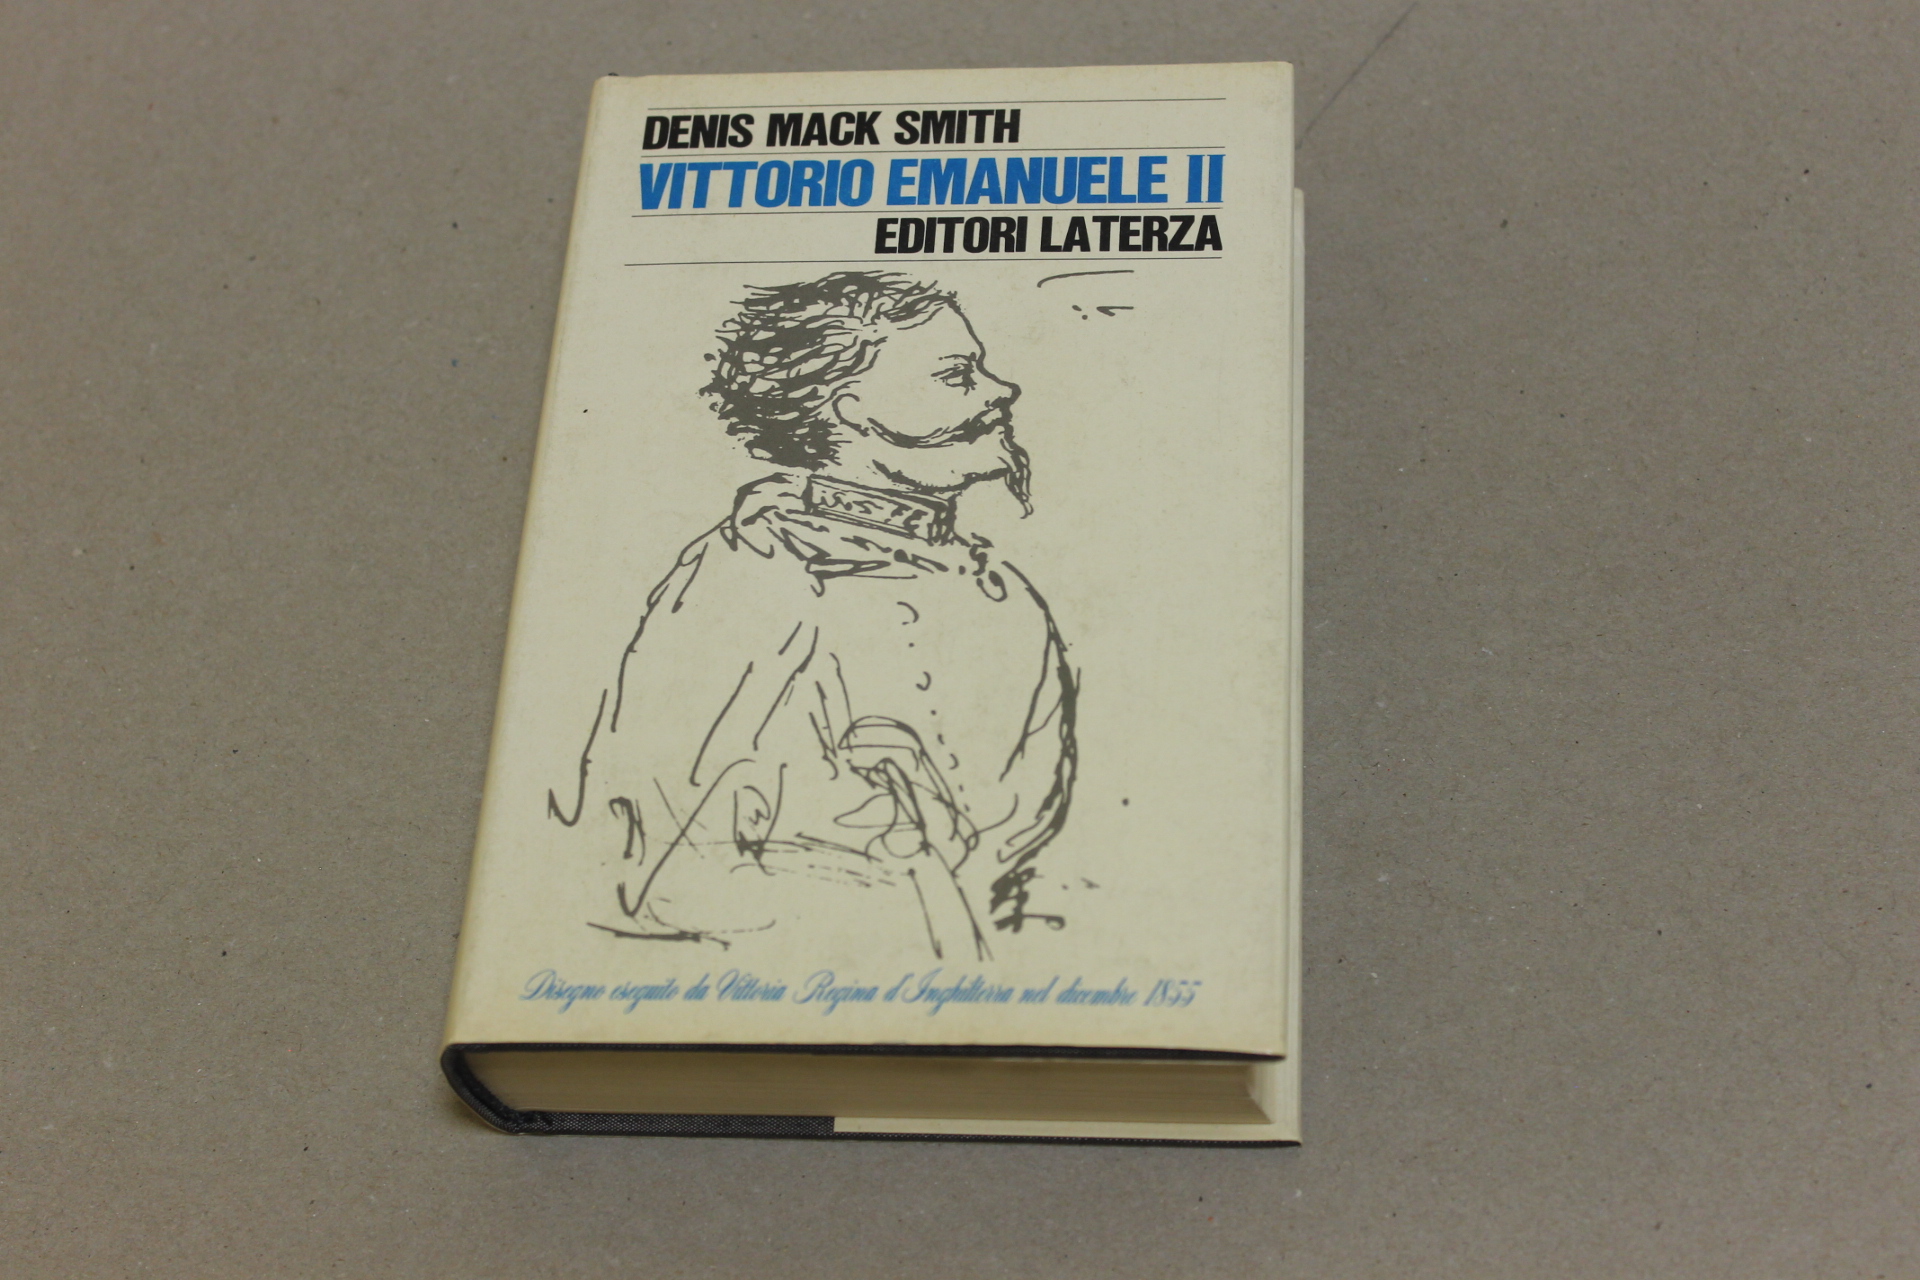 DENIS MACK SMITH
VITTORIO EMANUELE II
EDITORI LATERZA
Disegno eseguito da Vittoria Regina d'Inghilterra nel dicembre 1855